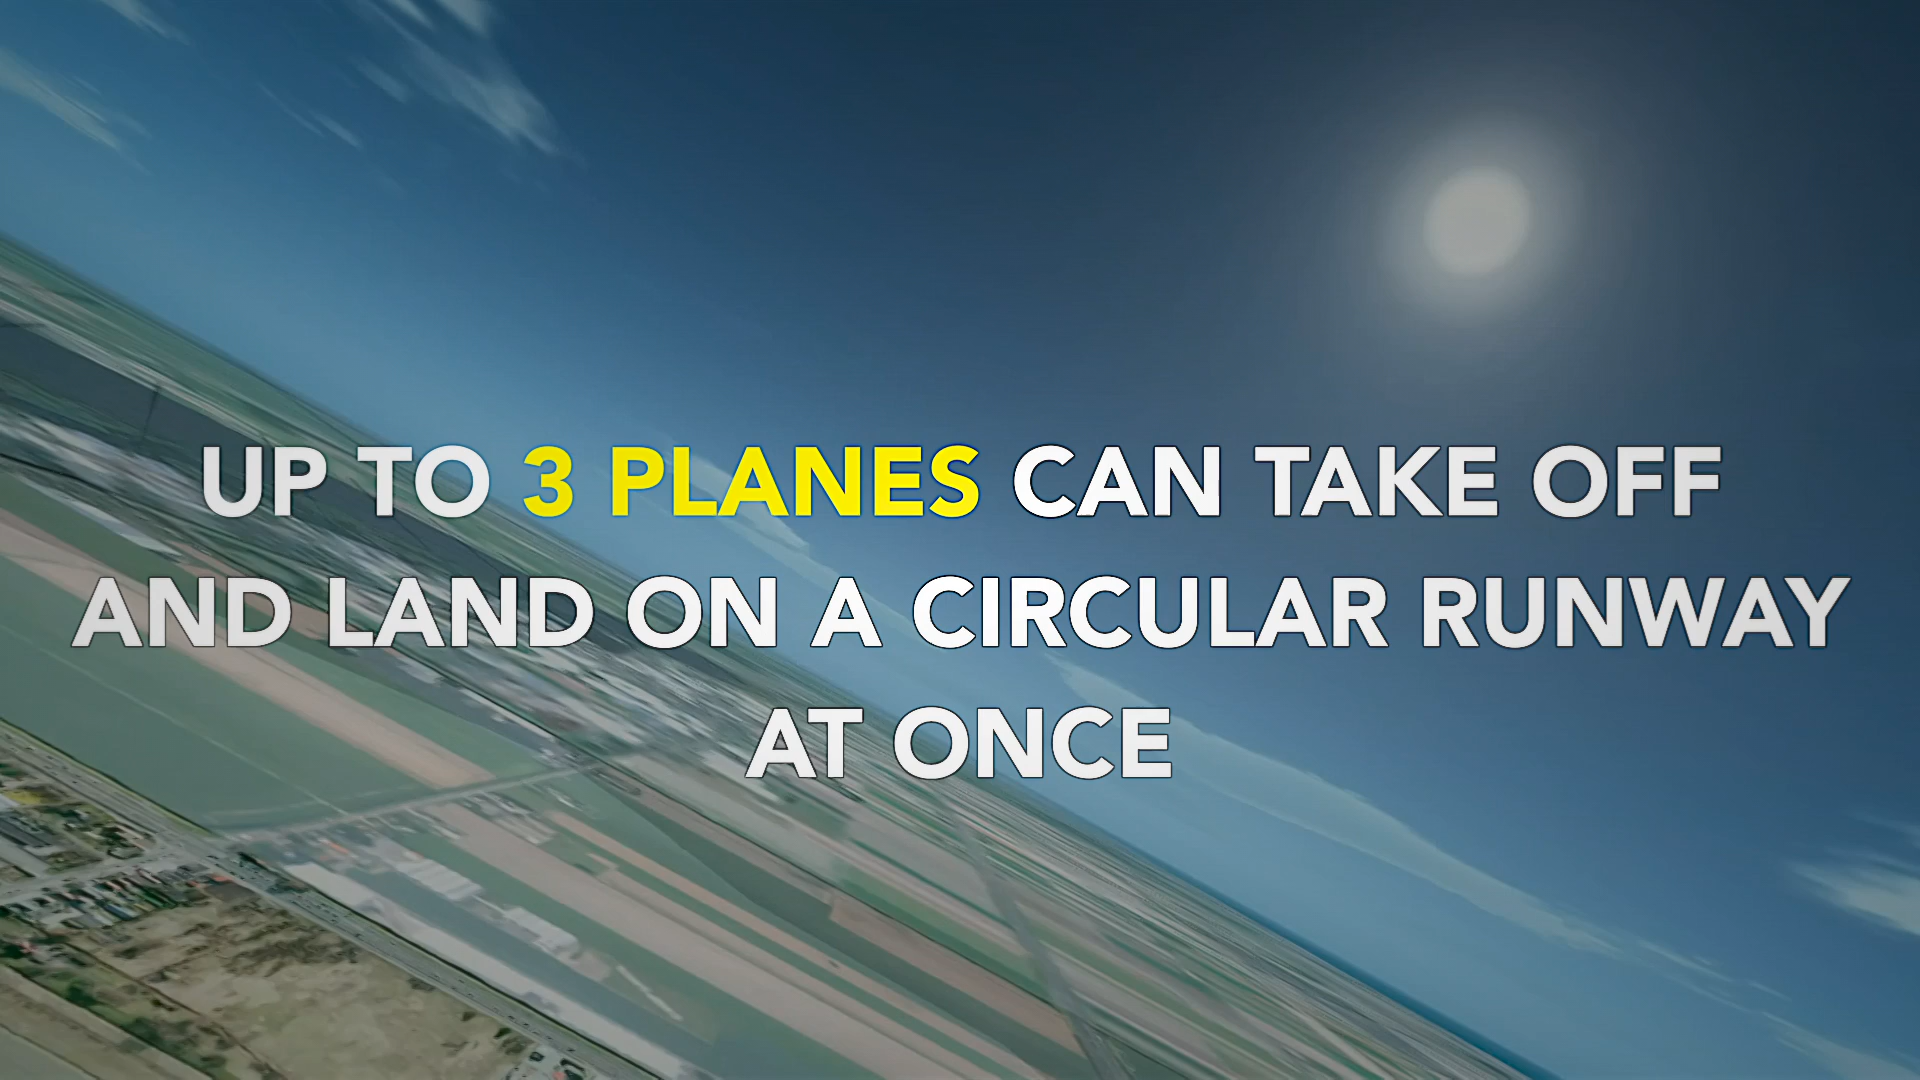 UP TO 3 PLANES CAN TAKE OFF
AND LAND ON A CIRCULAR RUNWAY
AT ONCE